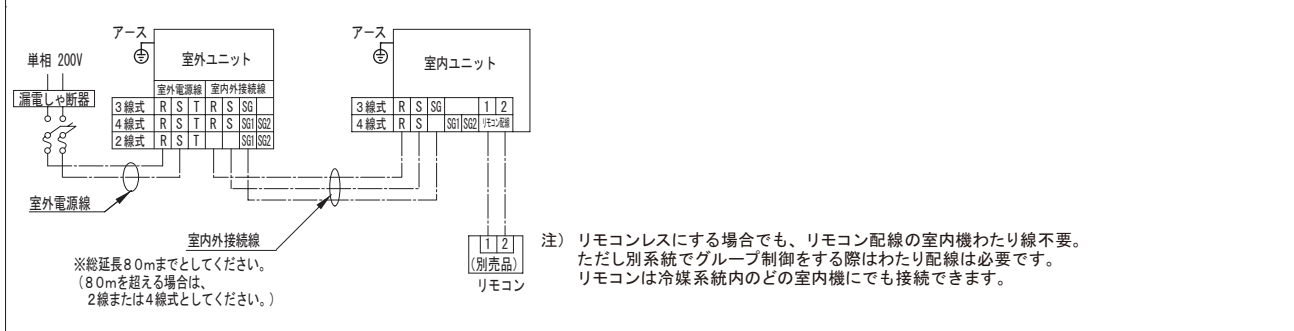 アース
単相 200V
漏電しゃ断器
室外ユニット
室外電源線 室内外接続線
3線式 R S T R S SG
4線式 R S T R S SG1 SG2
2線式 R S T SG1 SG2
室外電源線
アース
室内ユニット
3線式 R S SG 1 2
4線式 R S SG1 SG2 リモコン配線
室内外接続線
※総延長80mまでとしてください。
(80mを超える場合は、
2線または4線式としてください。)
1 2
(別売品)
リモコン
注) リモコンレスにする場合でも、リモコン配線の室内機わたり線不要。
ただし別系統でグループ制御をする際はわたり配線は必要です。
リモコンは冷媒系統内のどの室内機にでも接続できます。